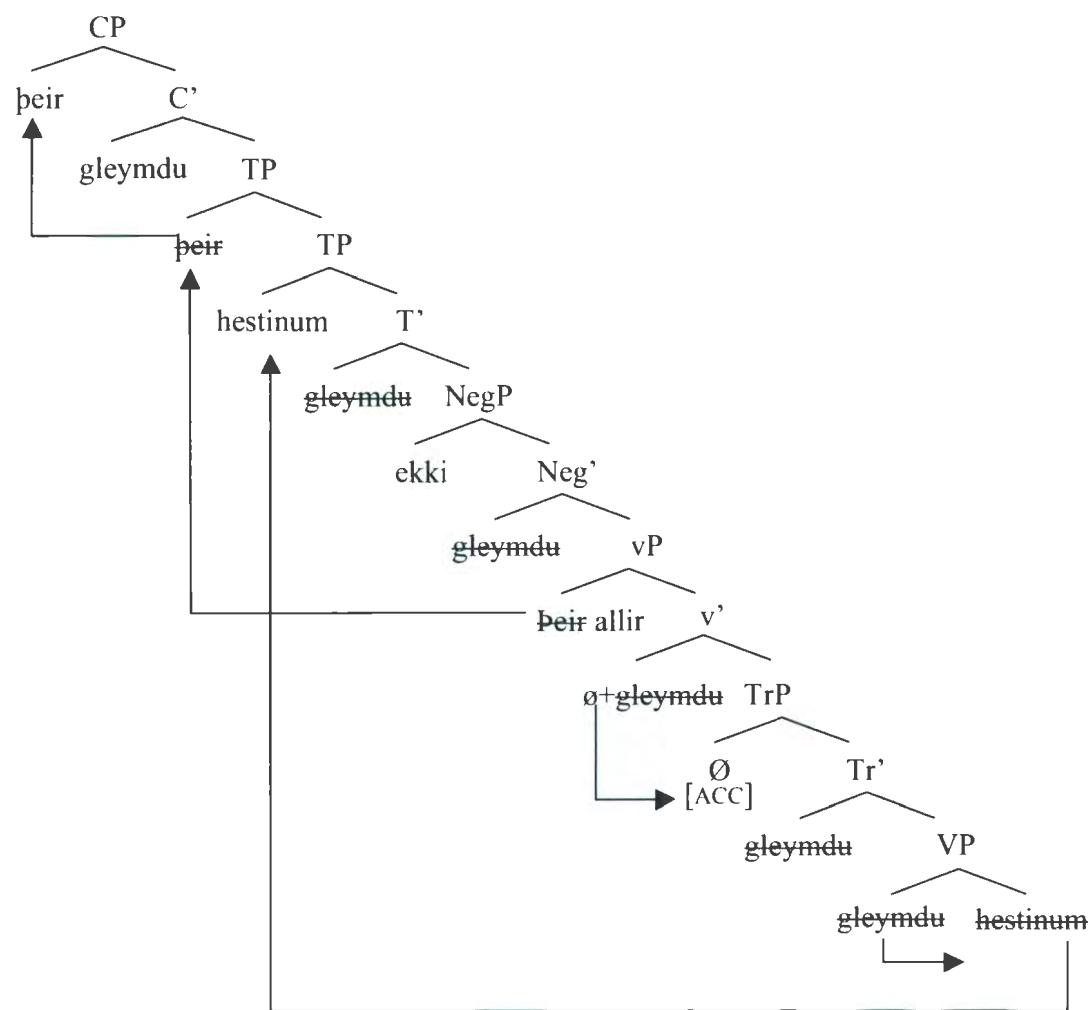 CP
þeir C’
gleymdu TP
þeir TP
hestinum T’
gleymdu NegP
ekki Neg’
gleymdu vP
Þeir allir v’
ø+gleymdu TrP
Ø Tr’
[ACC]
gleymdu VP
gleymdu hestinum